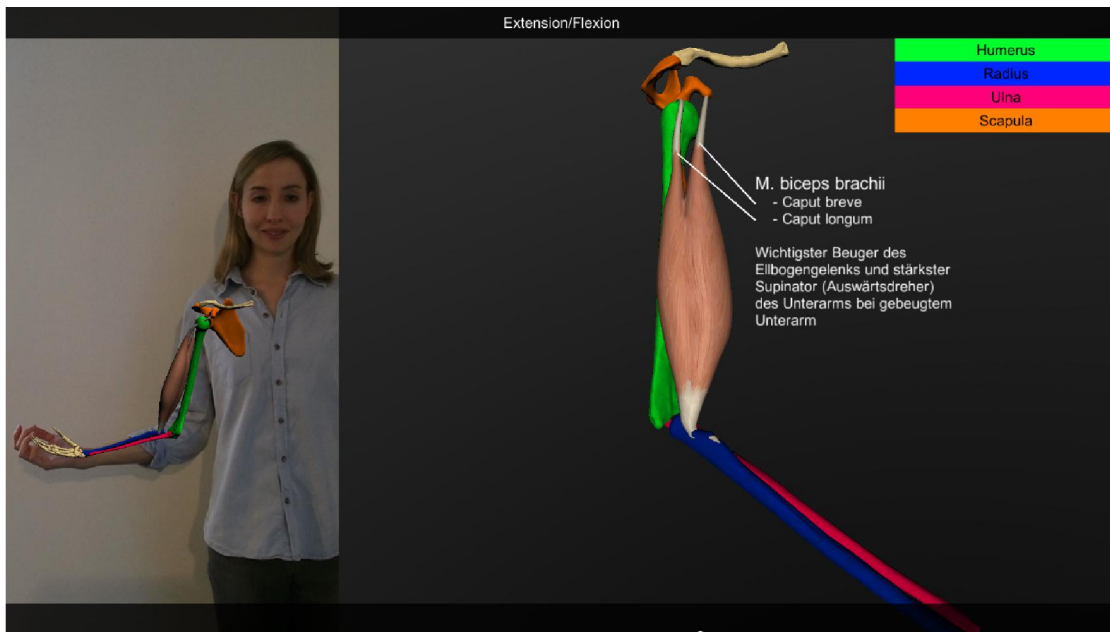 Extension/Flexion
Humerus
Radius
Ulna
Scapula
M. biceps brachii
- Caput breve
- Caput longum
Wichtigster Beuger des
Ellbogengelenks und stärkster
Supinator (Auswärtsdreher)
des Unterarms bei gebeugtem
Unterarm